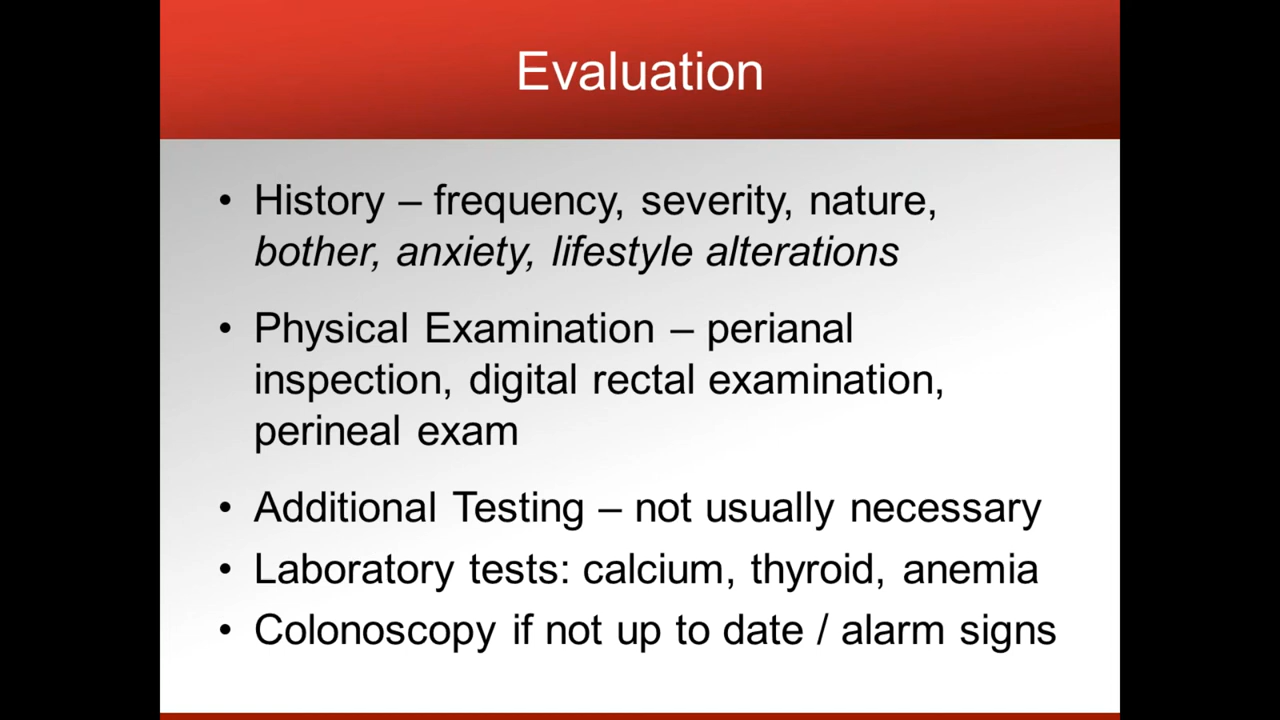 Evaluation
• History – frequency, severity, nature,
bother, anxiety, lifestyle alterations
• Physical Examination – perianal
inspection, digital rectal examination,
perineal exam
• Additional Testing – not usually necessary
• Laboratory tests: calcium, thyroid, anemia
• Colonoscopy if not up to date / alarm signs